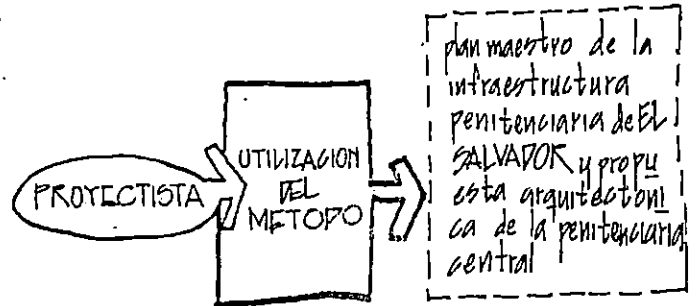 PROYECTISTA
UTILIZACION
DEL
METODO
plan maestro de la
infraestructura
penitenciaria de EL
SALVADOR y propu
esta arquitectoni
ca de la penitenciaria
central